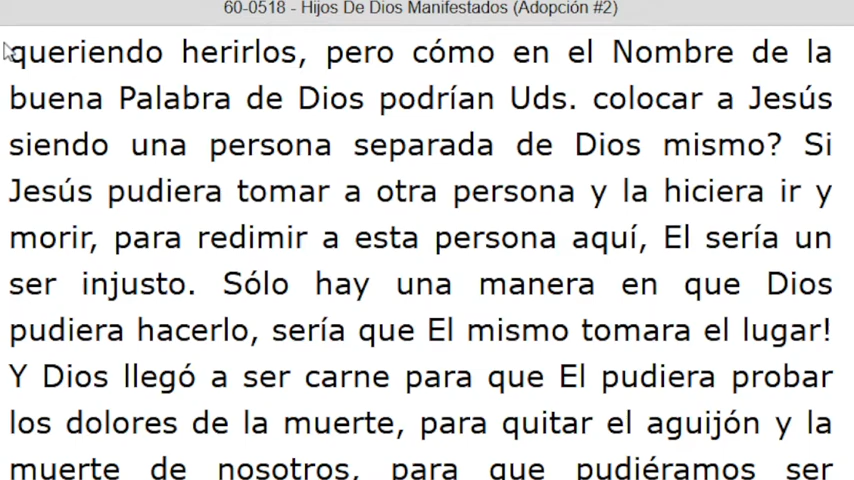 60-0518 - Hijos De Dios Manifestados (Adopción #2)
queriendo herirlos, pero cómo en el Nombre de la
buena Palabra de Dios podrían Uds. colocar a Jesús
siendo una persona separada de Dios mismo? Si
Jesús pudiera tomar a otra persona y la hiciera ir y
morir, para redimir a esta persona aquí, El sería un
ser injusto. Sólo hay una manera en que Dios
pudiera hacerlo, sería que El mismo tomara el lugar!
Y Dios llegó a ser carne para que El pudiera probar
los dolores de la muerte, para quitar el aguijón y la
muerte de nosotros, para que pudiéramos ser